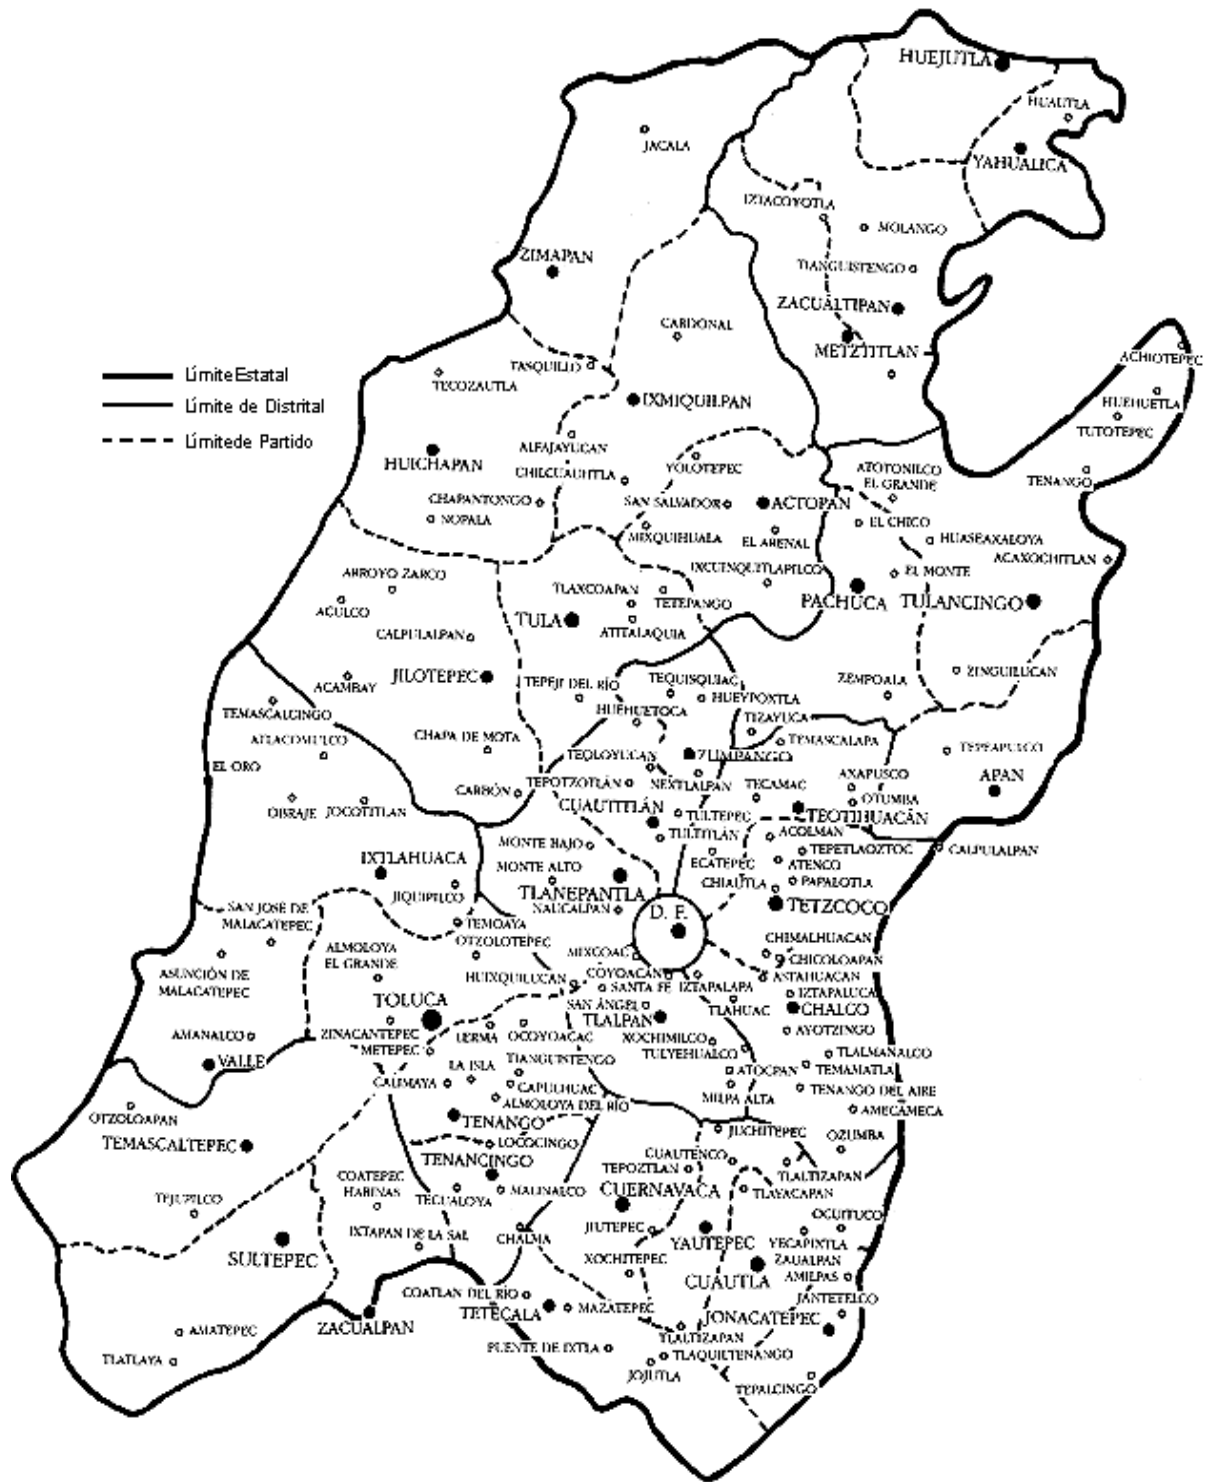 HUEJUTLA
HUAUTLA
JACALA
YAHUALICA
IZTACOYOTLA
MOLANGO
ZIMAPAN
TIANGUISTENGO
ZACUALTIPAN
CARDONAL
METZTITLAN
ACHIOTEPEC
TASQUILLO
Límite Estatal
TECOZAUTLA
HUEHUETLA
IXMIQUILPAN
Límite de Distrital
TUTOTEPEC
Límite de Partido
ALFAJAYUCAN
HUICHAPAN
YOLOTEPEC
ATOTONILCO
EL GRANDE
CHILCUAUHTLA
TENANGO
CHAPANTONGO
SAN SALVADOR
ACTOPAN
NOPALA
EL CHICO
MIXQUIHUALA
EL ARENAL
HUASEAXALOYA
ACAXOCHITLAN
IXCUINQUITLAPILCO
ARROYO ZARCO
EL MONTE
TLAXCOAPAN
TETEPANGO
PACHUCA
TULANCINGO
ACULCO
TULA
ATITALAQUIA
CALPULALPAN
ZINGUILUCAN
JILOTEPEC
ACAMBAY
TEPEJI DEL RÍO
TEQUISQUIAC
HUEYPOXTLA
ZEMPOALA
TEMASCALCINGO
HUEHUETOCA
TIZAYUCA
ATLACOMULCO
CHAPA DE MOTA
TEMASCALAPA
TEPEAPULCO
TEOLOYUCAN
ZUMPANGO
EL ORO
TEPOTZOTLÁN
NEXTLALPAN
TECAMAC
AXAPUSCO
APAN
CARBÓN
CUAUTITLÁN
OTUMBA
OBRAJE
JOCOTITLAN
TULTEPEC
TEOTIHUACÁN
TULTITLÁN
ACOLMAN
MONTE BAJO
ECATEPEC
TEPETLAOZTOC
CALPULALPAN
IXTLAHUACA
MONTE ALTO
ATENCO
TLANEPANTLA
CHIAUTLA
PAPALOTLA
JIQUIPILCO
NAUCALPAN
TETZCOCO
SAN JOSÉ DE
MALACATEPEC
D. F.
TEMOAYA
OTZOLOTEPEC
ALMOLOYA
EL GRANDE
CHIMALHUACAN
MIXCOAC
CHICOLOAPAN
ASUNCIÓN DE
MALACATEPEC
HUIXQUILUCAN
COYOACÁN
SANTA FÉ
IZTAPALAPA
ASTAHUACAN
IZTAPALUCA
TOLUCA
SAN ÁNGEL
TLAHUAC
CHALCO
TLALPAN
ZINACANTEPEC
LERMA
OCOYOACAC
XOCHIMILCO
AYOTZINGO
AMANALCO
METEPEC
TULYEHUALCO
TIANGUISTENGO
TLALMANALCO
VALLE
LA ISLA
ATOCPAN
TEMAMATLA
CALIMAYA
CAPULHUAC
MILPA ALTA
TENANGO DEL AIRE
ALMOLOYA DEL RÍO
AMECAMECA
OTZOLOAPAN
TENANGO
JUCHITEPEC
OZUMBA
TEMASCALTEPEC
LOCOCINGO
CUAUTENCO
TENANCINGO
TEPOZTLAN
TLALTIZAPAN
COATEPEC
HARINAS
TECUALOYA
MALINALCO
CUERNAVACA
TLAYACAPAN
TEJUPILCO
OCUITUCO
IXTAPAN DE LA SAL
CHALMA
JIUTEPEC
YAUTEPEC
YECAPIXTLA
SULTEPEC
XOCHITEPEC
ZAUALPAN
AMILPAS
CUAUTLA
COATLAN DEL RÍO
JANTETELCO
ZACUALPAN
TETECALA
MAZATEPEC
JONACATEPEC
AMATEPEC
TLALTIZAPAN
PUENTE DE IXTLA
TLAQUILTENANGO
TLATLAYA
JOJUTLA
TEPALCINGO